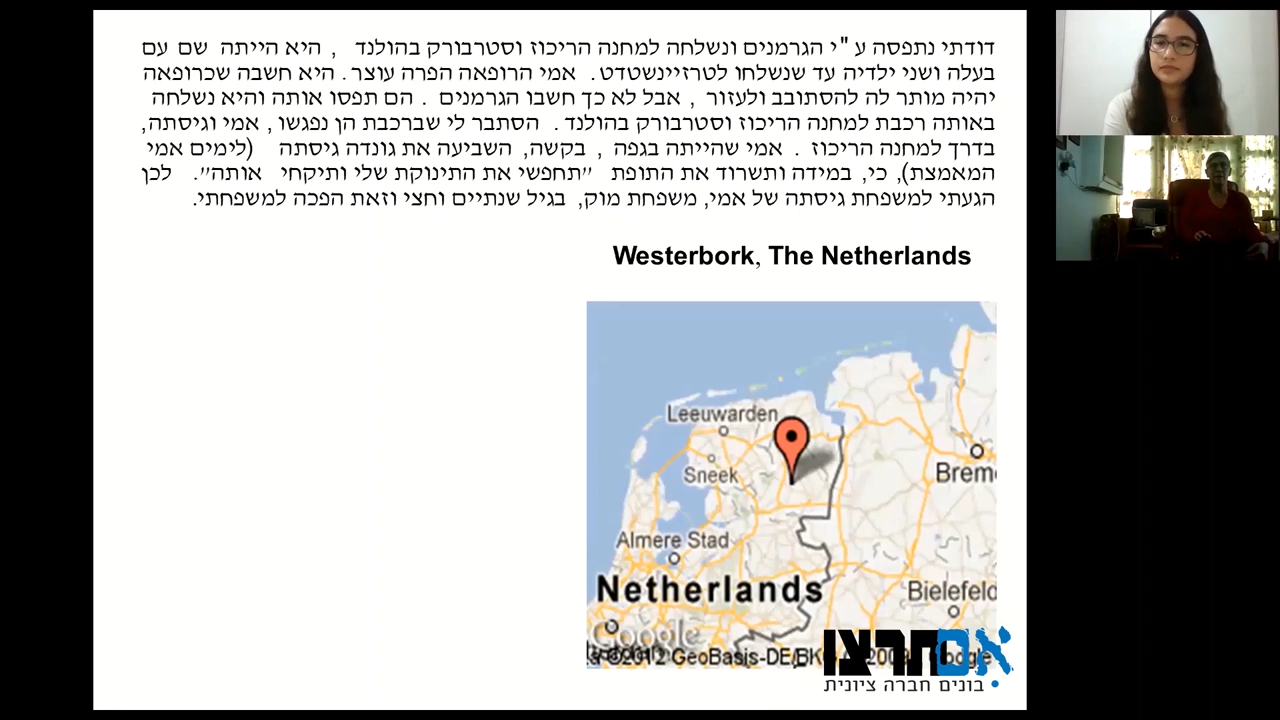 דודתי נתפסה ע"י הגרמנים ונשלחה למחנה הריכוז וסטרבורק בהולנד , היא הייתה שם עם
בעלה ושני ילדיה עד שנשלחו לטרזיינשטדט. אמי הרופאה הפרה עוצר. היא חשבה שכרופאה
יהיה מותר לה להסתובב ולעזור , אבל לא כך חשבו הגרמנים . הם תפסו אותה והיא נשלחה
באותה רכבת למחנה הריכוז וסטרבורק בהולנד. הסתבר לי שברכבת הן נפגשו, אמי וגיסתה,
בדרך למחנה הריכוז . אמי שהייתה בגפה , בקשה, השביעה את גונדה גיסתה (לימים אמי
המאמצת), כי, במידה ותשרוד את התופת "תחפשי את התינוקת שלי ותיקחי אותה". לכן
הגעתי למשפחת גיסתה של אמי, משפחת מוק, בגיל שנתיים וחצי וזאת הפכה למשפחתי.
Westerbork, The Netherlands
Leeuwarden
Sneek
Brem
Almere Stad
Netherlands
Bielefeld
Google
©2012 GeoBasis-DE/BK
אם תרצו
בונים חברה ציונית